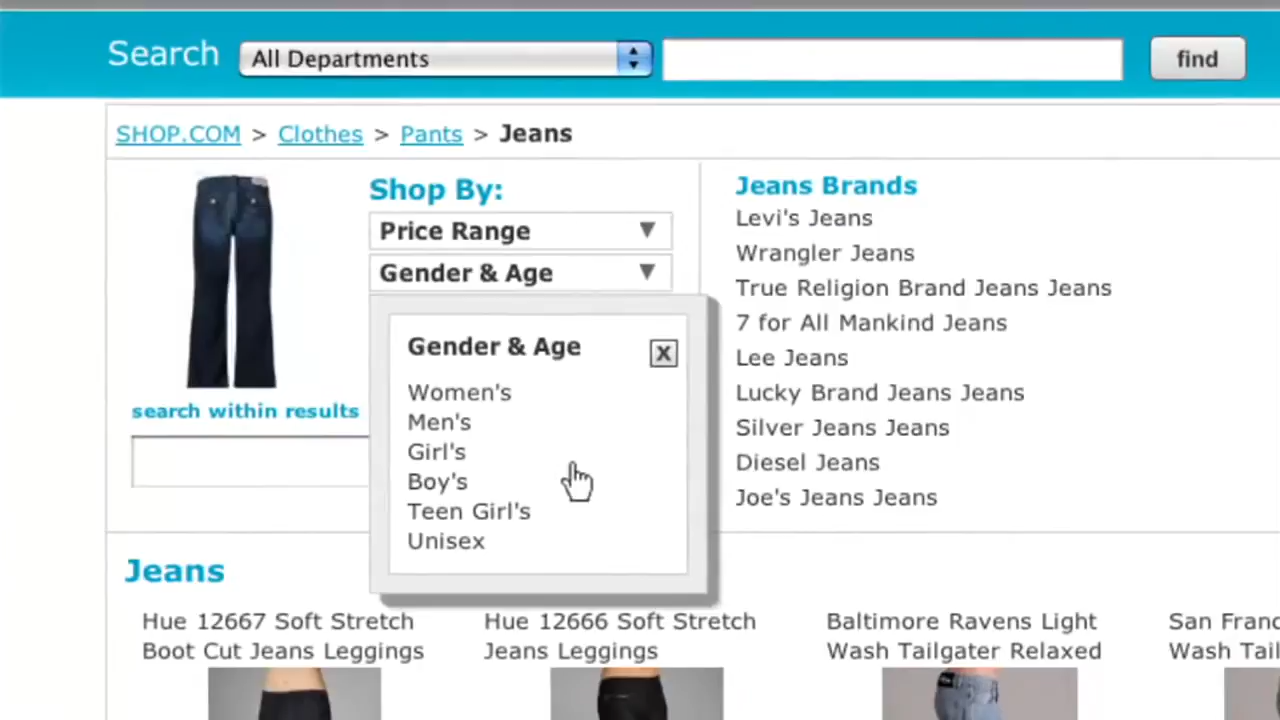 Search All Departments find
SHOP.COM > Clothes > Pants > Jeans
Shop By:
Price Range
Gender & Age
Gender & Age X
Women's
Men's
Girl's
Boy's
Teen Girl's
Unisex
search within results
Jeans Brands
Levi's Jeans
Wrangler Jeans
True Religion Brand Jeans Jeans
7 for All Mankind Jeans
Lee Jeans
Lucky Brand Jeans Jeans
Silver Jeans Jeans
Diesel Jeans
Joe's Jeans Jeans
Jeans
Hue 12667 Soft Stretch
Boot Cut Jeans Leggings
Hue 12666 Soft Stretch
Jeans Leggings
Baltimore Ravens Light
Wash Tailgater Relaxed
San
Wash